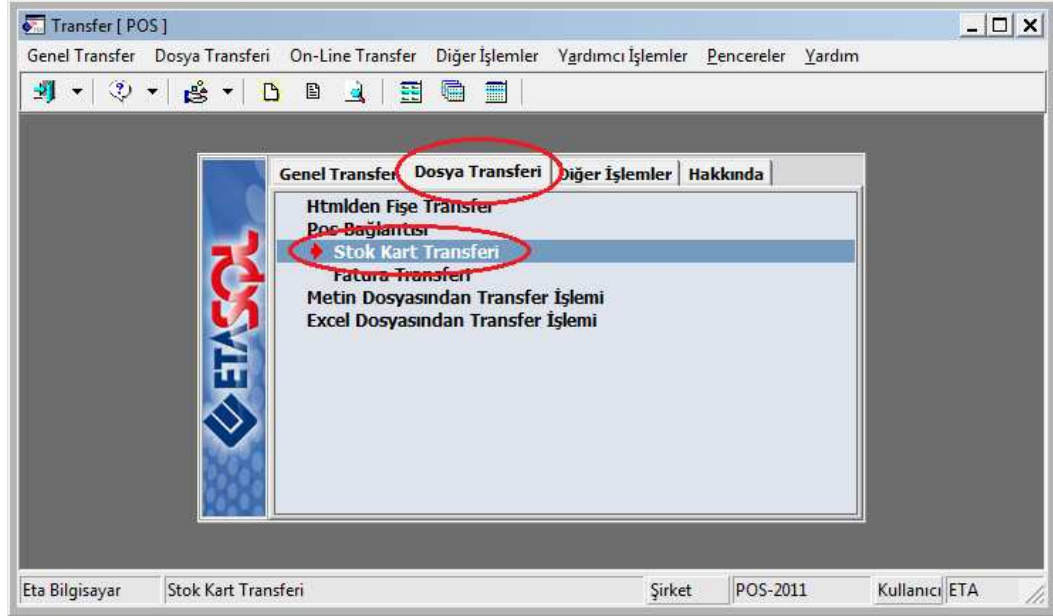 Transfer [ POS ]
Genel Transfer Dosya Transferi On-Line Transfer Diğer İşlemler Yardımcı İşlemler Pencereler Yardım
Genel Transfer Dosya Transferi Diğer İşlemler Hakkında
Htmlden Fişe Transfer
Pos Bağlantısı
Stok Kart Transferi
Fatura Transferi
Metin Dosyasından Transfer İşlemi
Excel Dosyasından Transfer İşlemi
ETASQL
Eta Bilgisayar Stok Kart Transferi Şirket POS-2011 Kullanıcı ETA